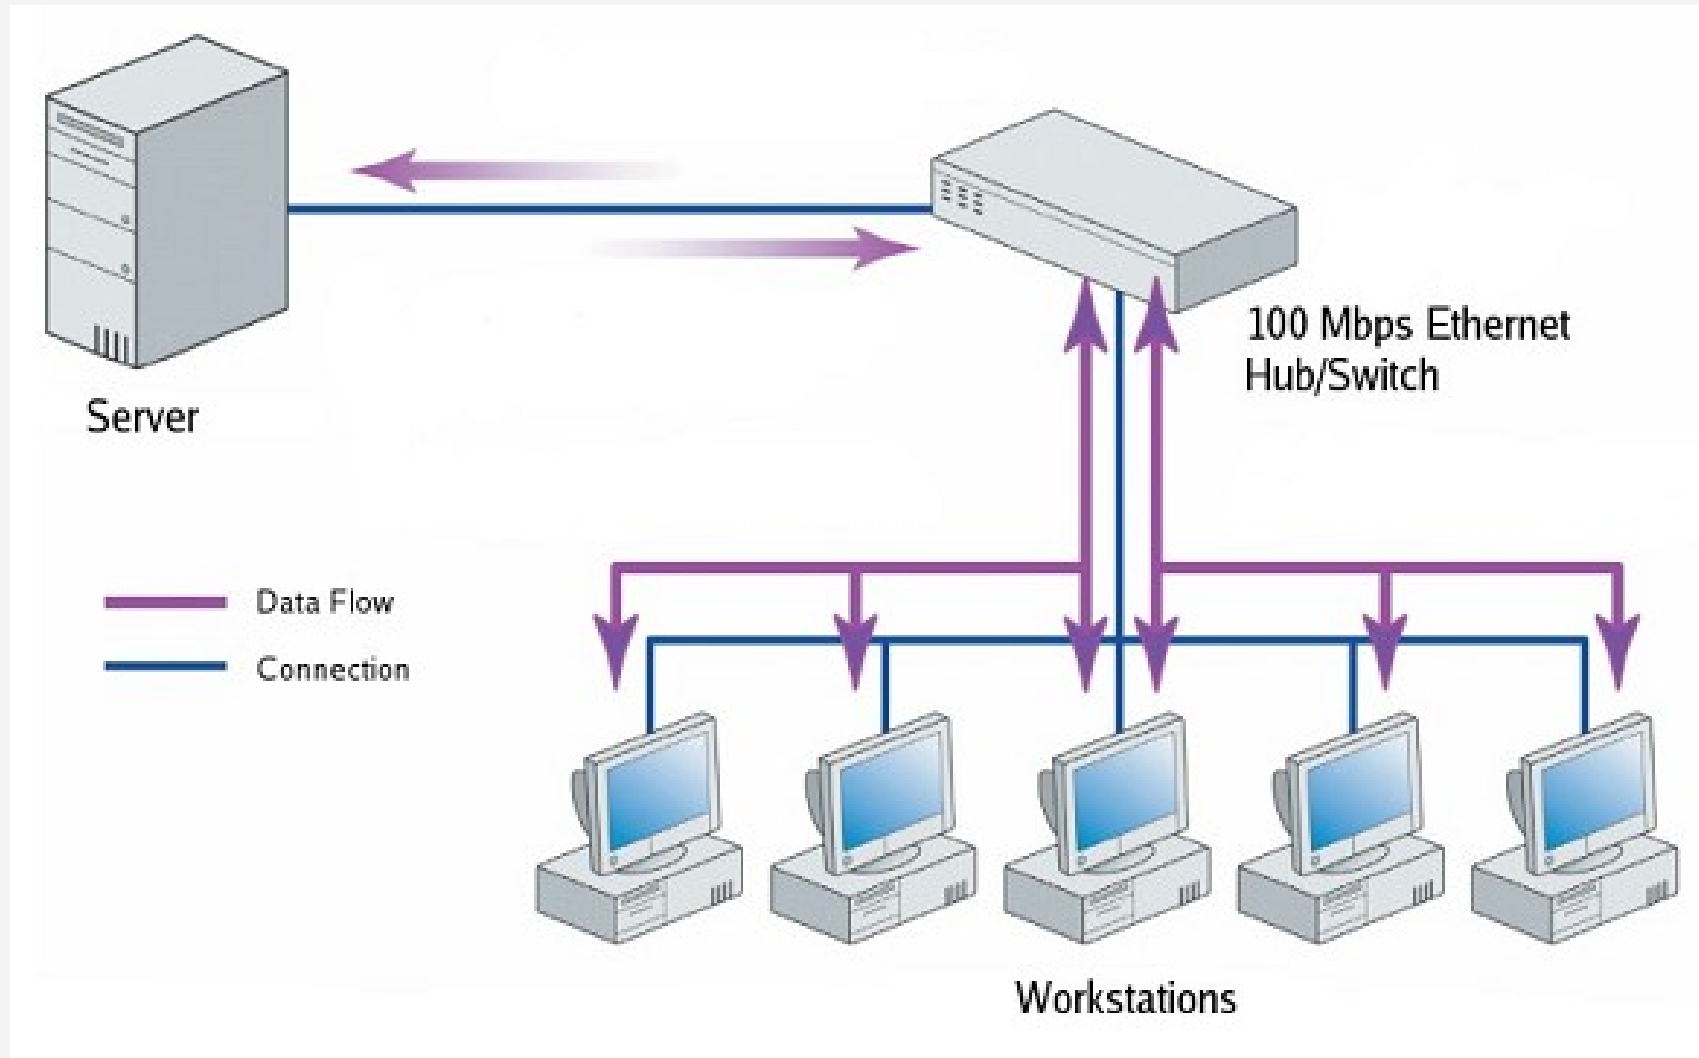 Server
100 Mbps Ethernet
Hub/Switch
Data Flow
Connection
Workstations